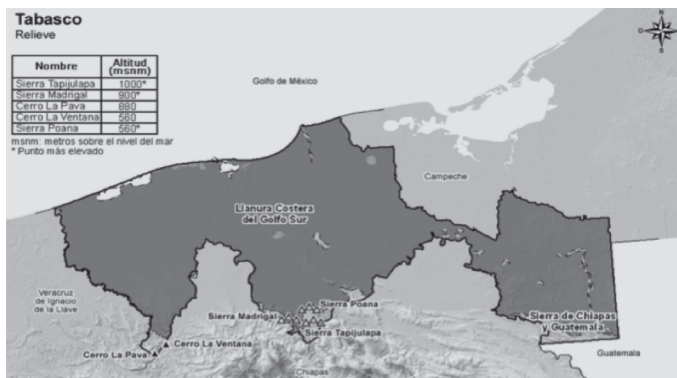 Tabasco
Relieve
Nombre Altitud (msnm)
Sierra Tapijulapa 1000*
Sierra Madrigal 900*
Cerro La Pava 880
Cerro La Ventana 560
Sierra Poana 560*
msnm: metros sobre el nivel del mar
* Punto más elevado
N
O E
S
Golfo de México
Campeche
Llanura Costera
del Golfo Sur
Veracruz
de Ignacio
de la Llave
Sierra Poana
Sierra Madrigal
Sierra Tapijulapa
Sierra de Chiapas
y Guatemala
Cerro La Ventana
Cerro La Pava
Guatemala
Chiapas